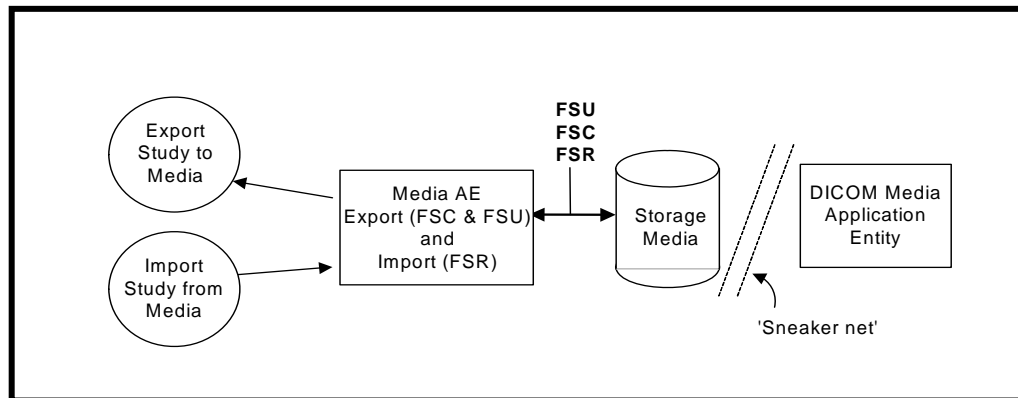 Export
Study to
Media
Import
Study from
Media
Media AE
Export (FSC & FSU)
and
Import (FSR)
FSU
FSC
FSR
Storage
Media
DICOM Media
Application
Entity
'Sneaker net'